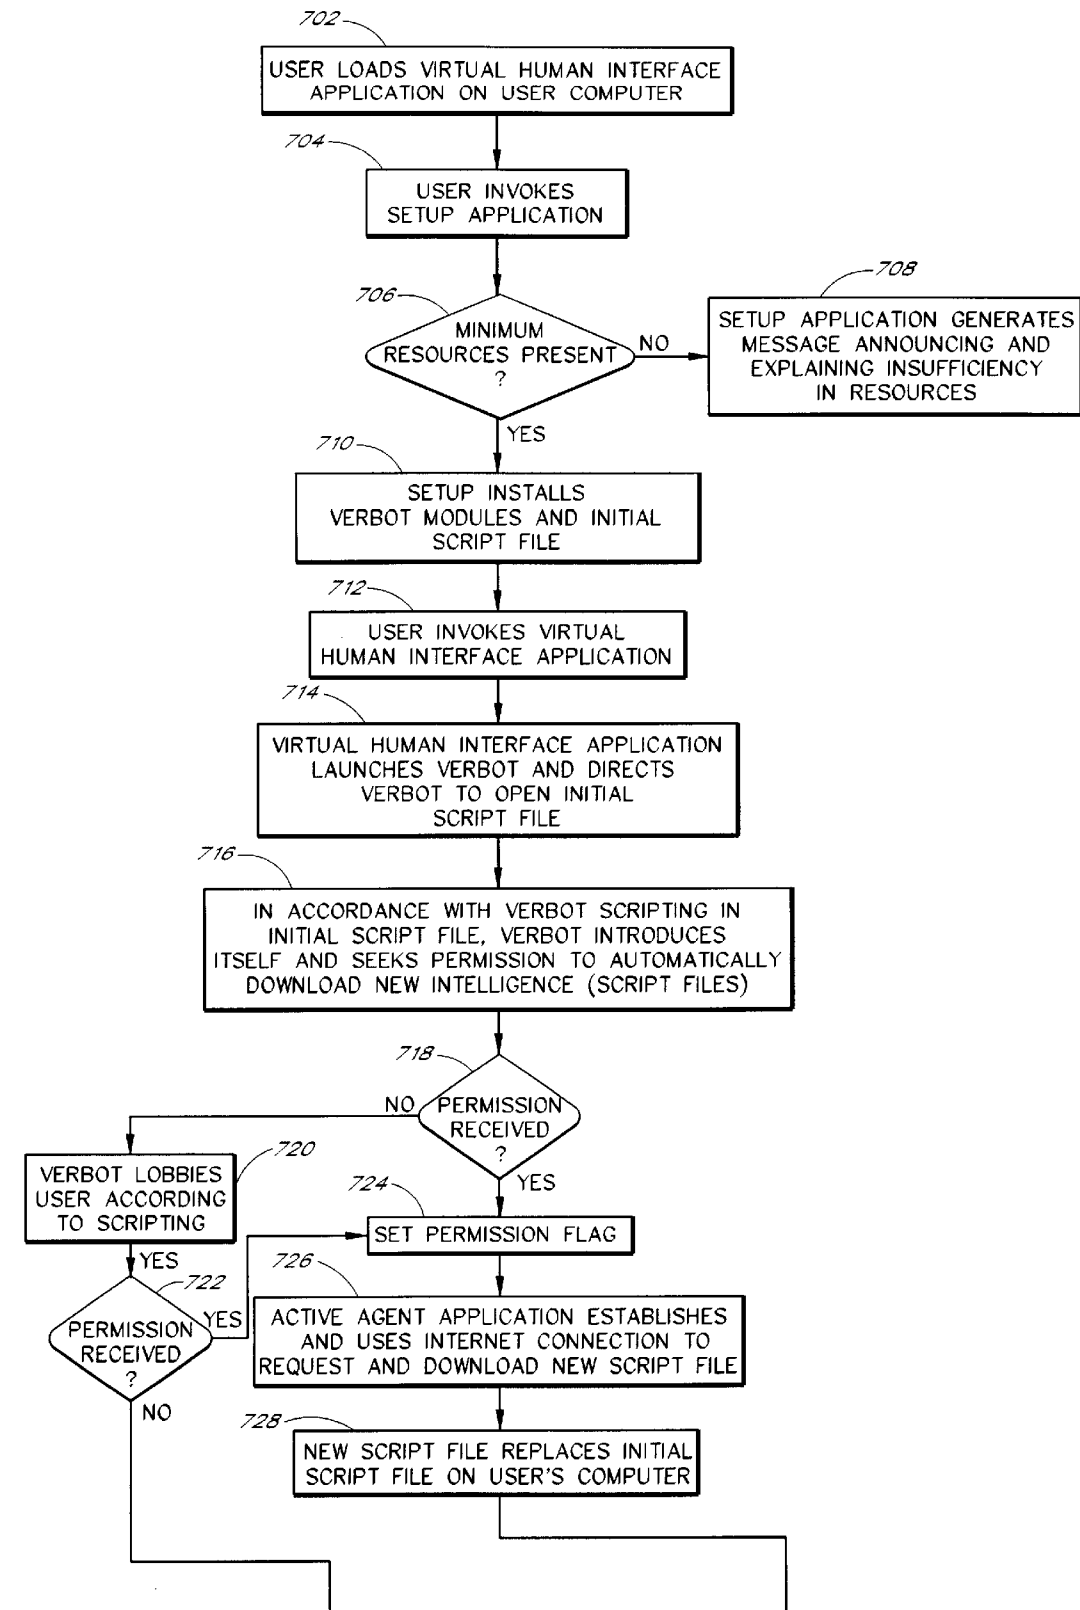 702
USER LOADS VIRTUAL HUMAN INTERFACE
APPLICATION ON USER COMPUTER
704
USER INVOKES
SETUP APPLICATION
706
MINIMUM
RESOURCES PRESENT
?
NO
708
SETUP APPLICATION GENERATES
MESSAGE ANNOUNCING AND
EXPLAINING INSUFFICIENCY
IN RESOURCES
YES
710
SETUP INSTALLS
VERBOT MODULES AND INITIAL
SCRIPT FILE
712
USER INVOKES VIRTUAL
HUMAN INTERFACE APPLICATION
714
VIRTUAL HUMAN INTERFACE APPLICATION
LAUNCHES VERBOT AND DIRECTS
VERBOT TO OPEN INITIAL
SCRIPT FILE
716
IN ACCORDANCE WITH VERBOT SCRIPTING IN
INITIAL SCRIPT FILE, VERBOT INTRODUCES
ITSELF AND SEEKS PERMISSION TO AUTOMATICALLY
DOWNLOAD NEW INTELLIGENCE (SCRIPT FILES)
718
PERMISSION
RECEIVED
?
NO
720
VERBOT LOBBIES
USER ACCORDING
TO SCRIPTING
YES
722
PERMISSION
RECEIVED
?
YES
NO
YES
724
SET PERMISSION FLAG
726
ACTIVE AGENT APPLICATION ESTABLISHES
AND USES INTERNET CONNECTION TO
REQUEST AND DOWNLOAD NEW SCRIPT FILE
728
NEW SCRIPT FILE REPLACES INITIAL
SCRIPT FILE ON USER'S COMPUTER